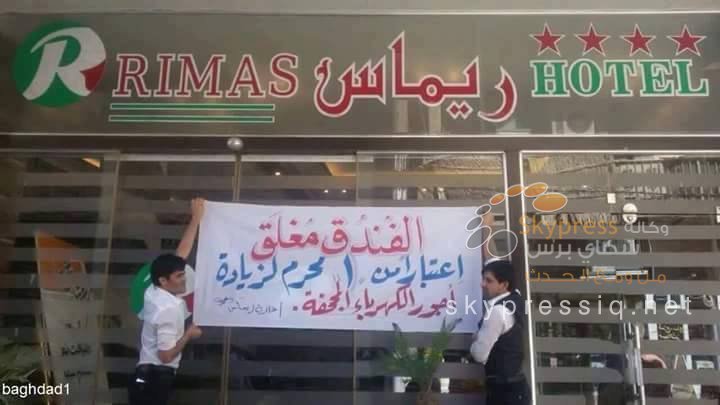 RIMAS ريماس HOTEL
الفندق مغلق
اعتباراً من ١ محرم لزيادة
أجور الكهرباء المجحفة.
وكالة
Skypress
سكاي برس
skypressiq.net
baghdad1